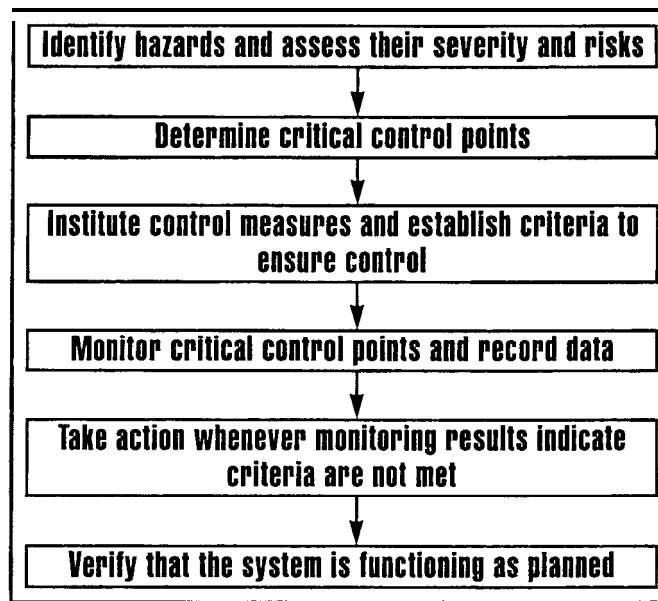 Identify hazards and assess their severity and risks
Determine critical control points
Institute control measures and establish criteria to
ensure control
Monitor critical control points and record data
Take action whenever monitoring results indicate
criteria are not met
Verify that the system is functioning as planned